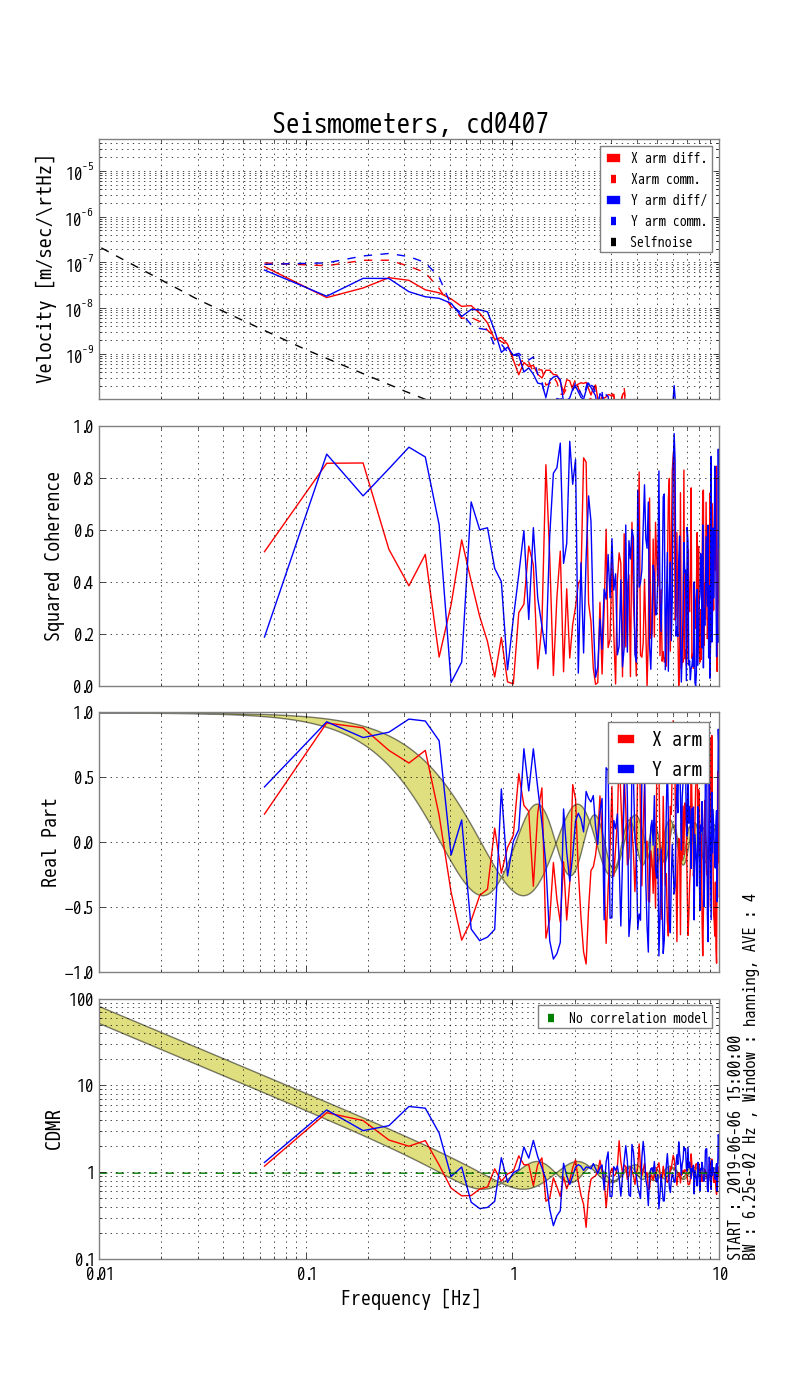 Seismometers, cd0407
Velocity [m/sec/\rtHz]
10^-5
10^-6
10^-7
10^-8
10^-9
X arm diff.
Xarm comm.
Y arm diff/
Y arm comm.
Selfnoise
Squared Coherence
1.0
0.8
0.6
0.4
0.2
0.0
Real Part
1.0
0.5
0.0
−0.5
−1.0
X arm
Y arm
CDMR
100
10
1
0.1
No correlation model
0.01
0.1
1
10
Frequency [Hz]
START : 2019-06-06 15:00:00
BW : 6.25e-02 Hz , Window : hanning, AVE : 4